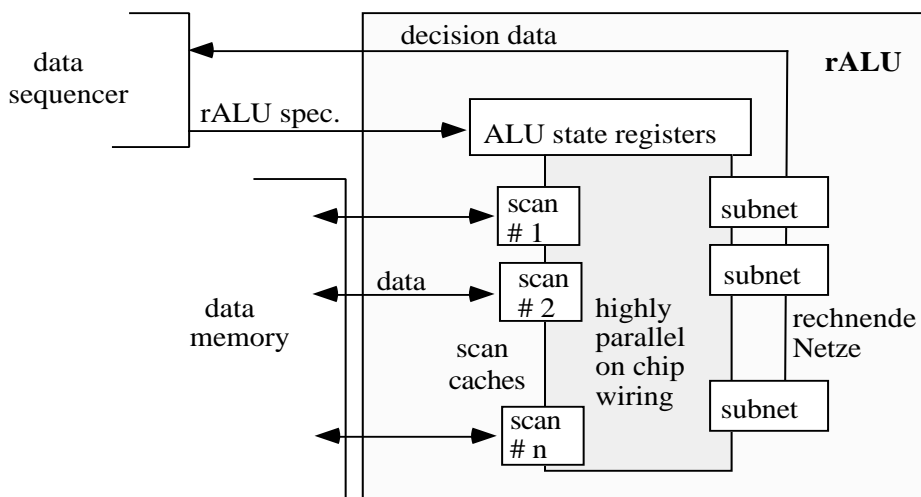 decision data
rALU
data
sequencer
rALU spec.
ALU state registers
scan
# 1
subnet
scan
# 2
subnet
data
data
memory
highly
parallel
on chip
wiring
rechnende
Netze
scan
caches
scan
# n
subnet